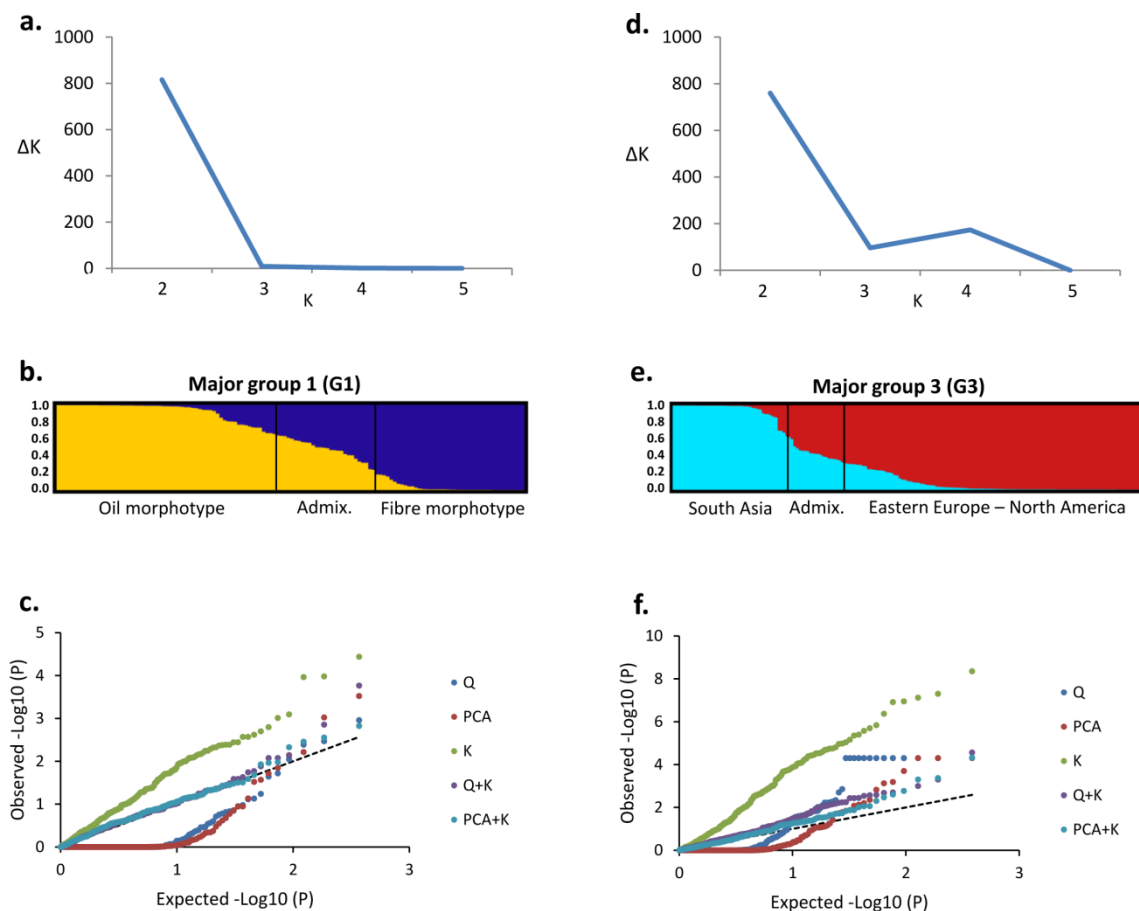 a.
1000
800
600
400
200
0
ΔK
2 3 4 5
K
d.
1000
800
600
400
200
0
ΔK
2 3 4 5
K
b.
Major group 1 (G1)
1.0
0.8
0.6
0.4
0.2
0.0
Oil morphotype Admix. Fibre morphotype
e.
Major group 3 (G3)
1.0
0.8
0.6
0.4
0.2
0.0
South Asia Admix. Eastern Europe – North America
c.
5
4
3
2
1
0
Observed -Log10 (P)
0 1 2 3
Expected -Log10 (P)
Q
PCA
K
Q+K
PCA+K
f.
10
8
6
4
2
0
Observed -Log10 (P)
0 1 2 3
Expected -Log10 (P)
Q
PCA
K
Q+K
PCA+K